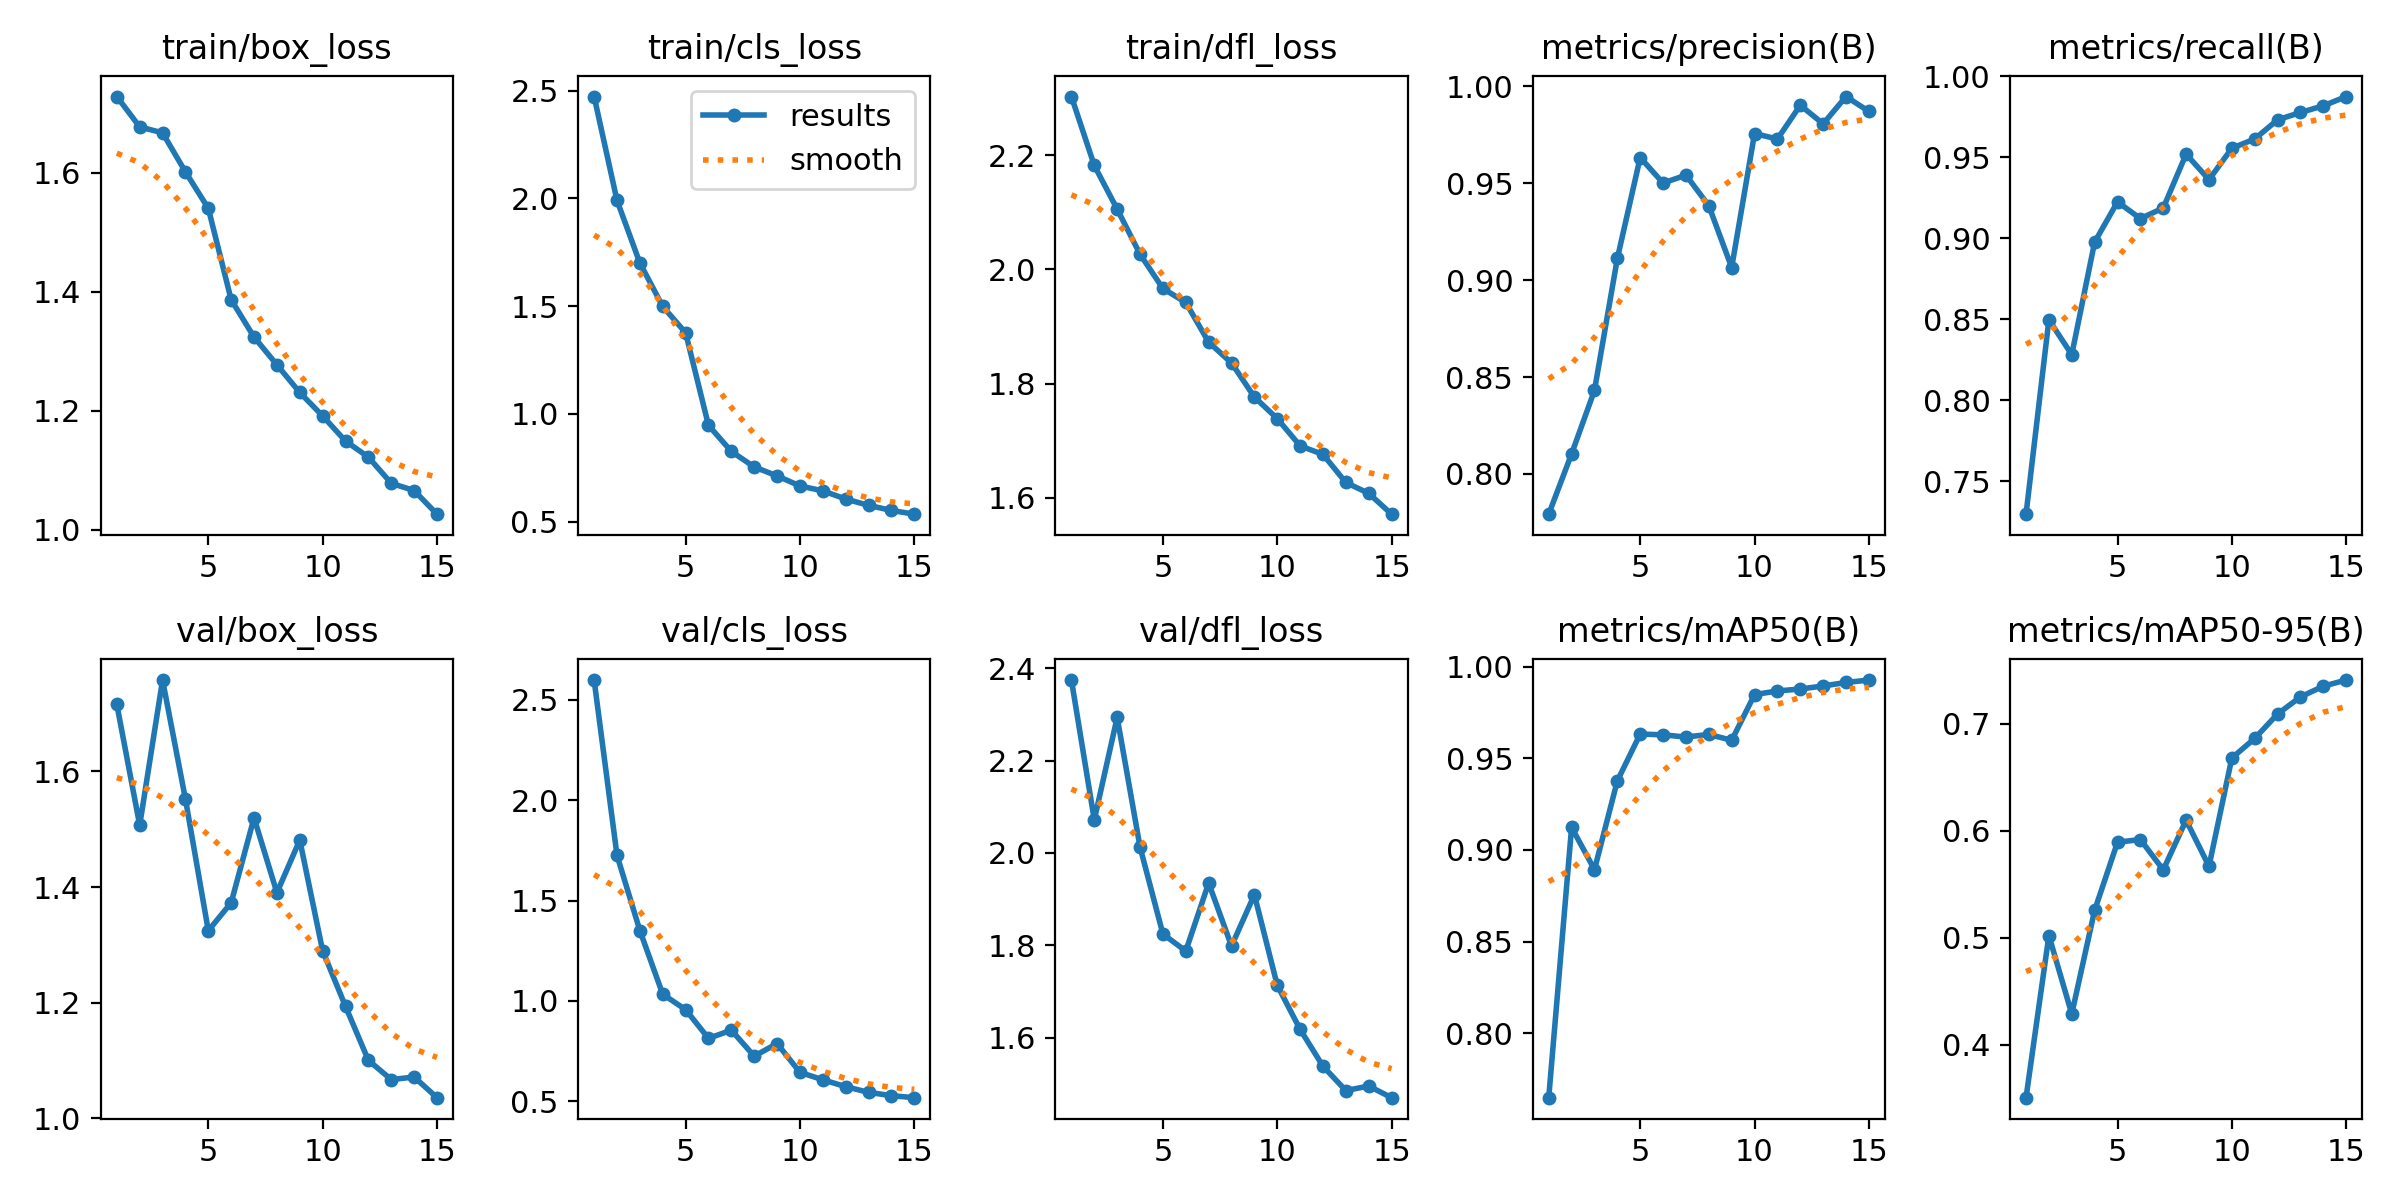 train/box_loss
1.6
1.4
1.2
1.0
5 10 15
train/cls_loss
2.5
2.0
1.5
1.0
0.5
results
smooth
5 10 15
train/dfl_loss
2.2
2.0
1.8
1.6
5 10 15
metrics/precision(B)
1.00
0.95
0.90
0.85
0.80
5 10 15
metrics/recall(B)
1.00
0.95
0.90
0.85
0.80
0.75
5 10 15
val/box_loss
1.6
1.4
1.2
1.0
5 10 15
val/cls_loss
2.5
2.0
1.5
1.0
0.5
5 10 15
val/dfl_loss
2.4
2.2
2.0
1.8
1.6
5 10 15
metrics/mAP50(B)
1.00
0.95
0.90
0.85
0.80
5 10 15
metrics/mAP50-95(B)
0.7
0.6
0.5
0.4
5 10 15